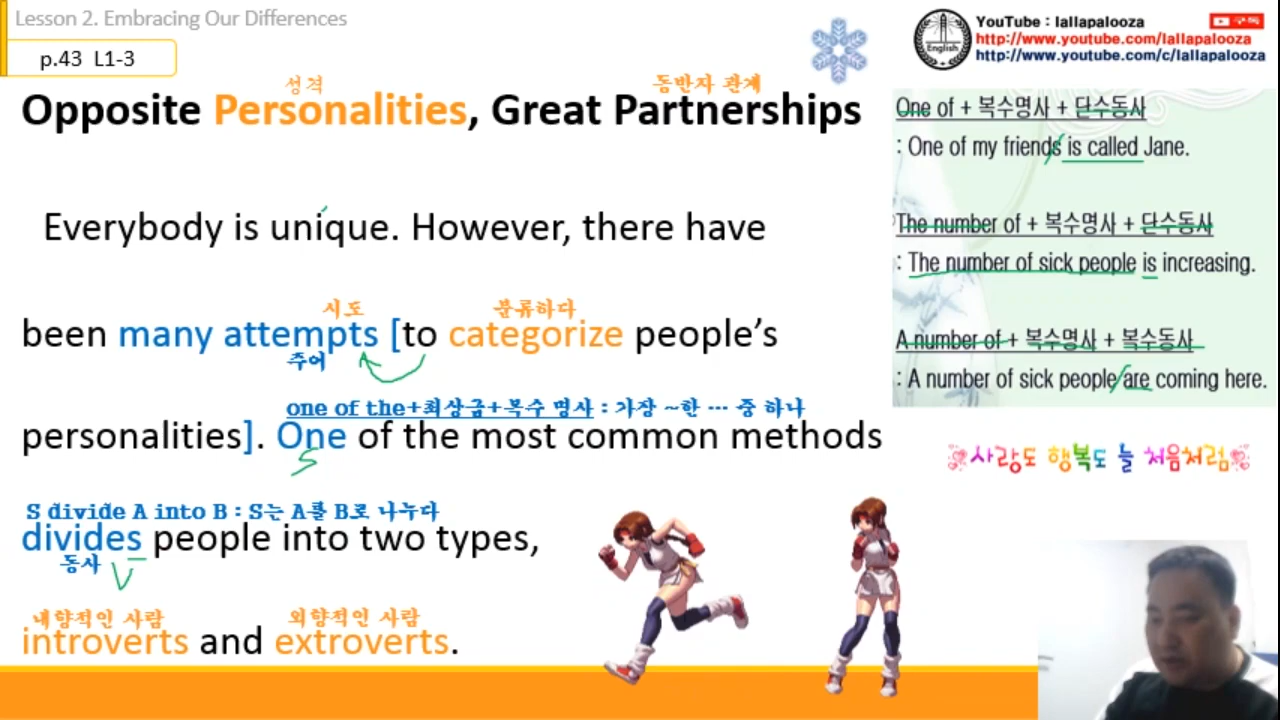 Lesson 2. Embracing Our Differences
p.43 L1-3
YouTube : lallapalooza
구독
http://www.youtube.com/lallapalooza
http://www.youtube.com/c/lallapalooza
English
성격
동반자 관계
Opposite Personalities, Great Partnerships
Everybody is unique. However, there have
시도
분류하다
been many attempts [to categorize people's
주어
one of the+최상급+복수 명사 : 가장 ~한 … 중 하나
personalities]. One of the most common methods
S
S divide A into B : S는 A를 B로 나누다
divides people into two types,
동사
V
내향적인 사람
외향적인 사람
introverts and extroverts.
One of + 복수명사 + 단수동사
: One of my friends is called Jane.
The number of + 복수명사 + 단수동사
: The number of sick people is increasing.
A number of + 복수명사 + 복수동사
: A number of sick people are coming here.
사랑도 행복도 늘 처음처럼